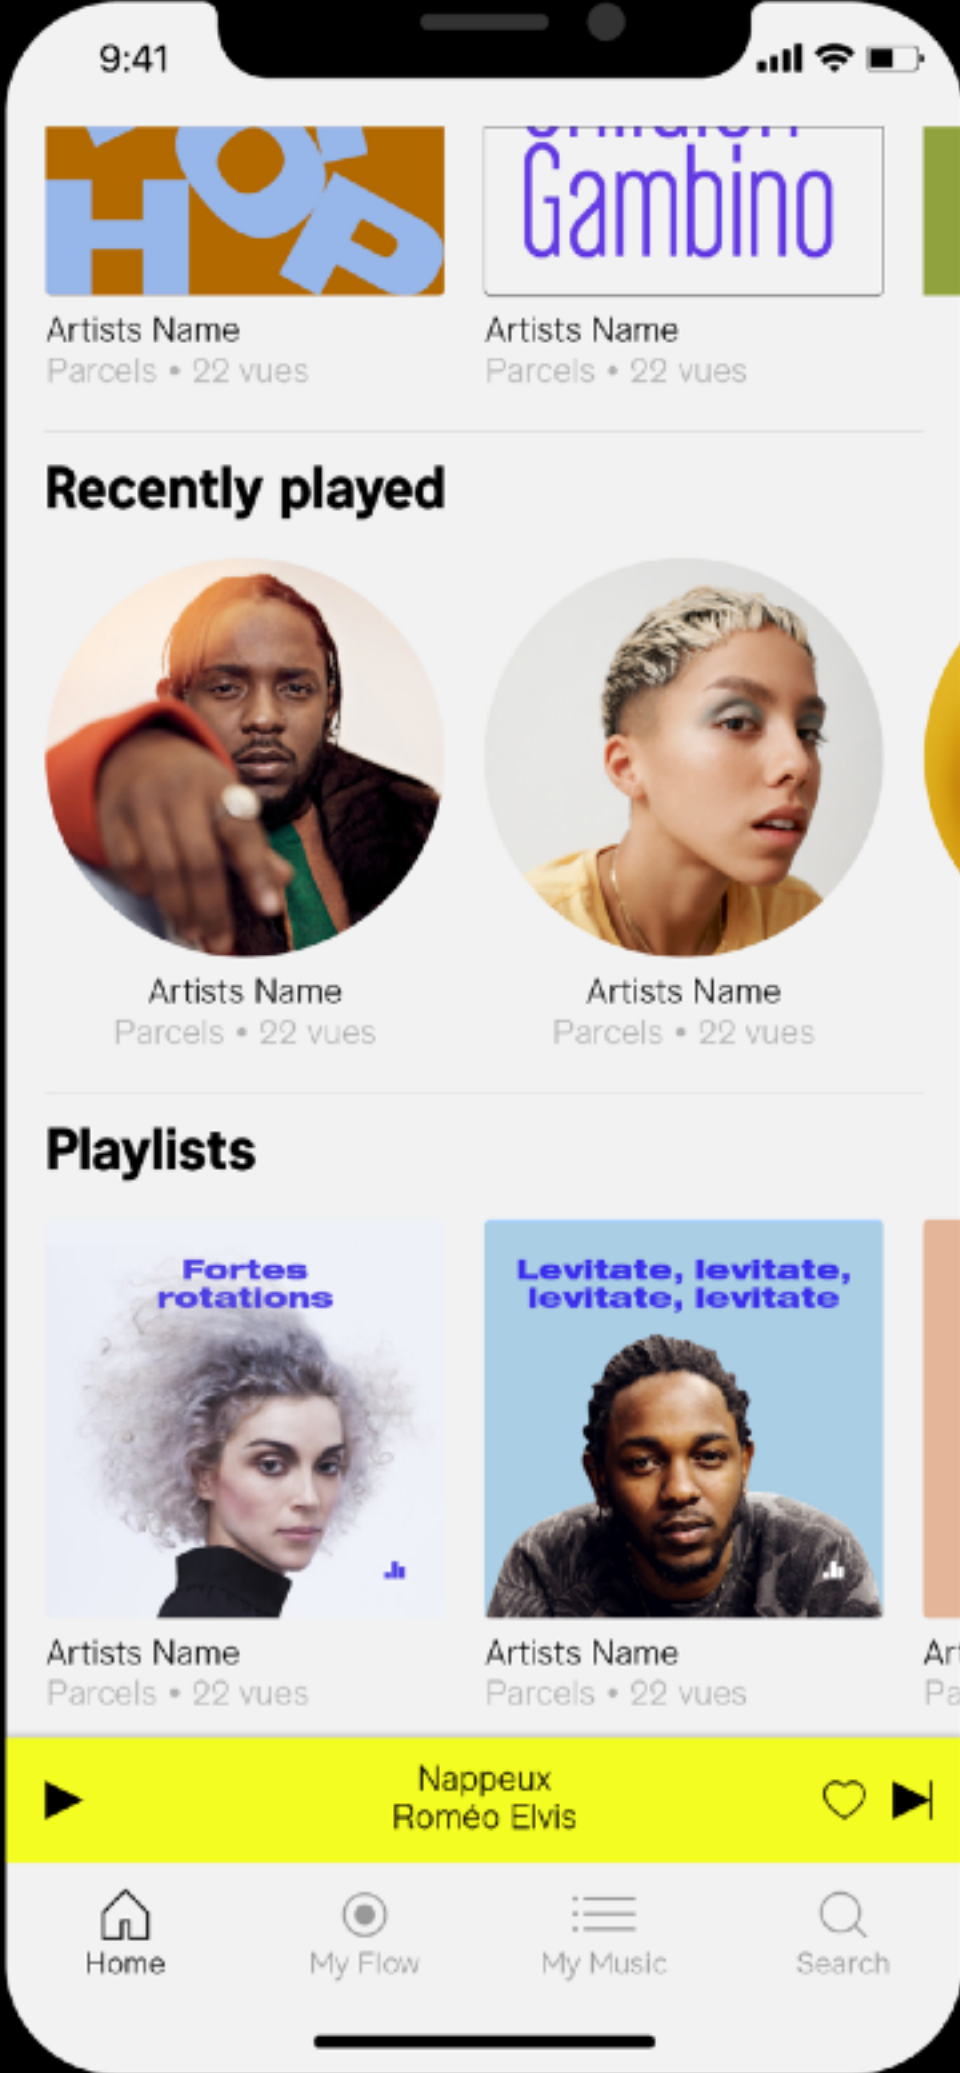 9:41
HOP
Gambino
Artists Name
Artists Name
Parcels • 22 vues
Parcels • 22 vues
Recently played
Artists Name
Artists Name
Parcels • 22 vues
Parcels • 22 vues
Playlists
Fortes
rotations
Levitate, levitate,
levitate, levitate
Artists Name
Artists Name
Parcels • 22 vues
Parcels • 22 vues
Nappeux
Roméo Elvis
Home
My Flow
My Music
Search